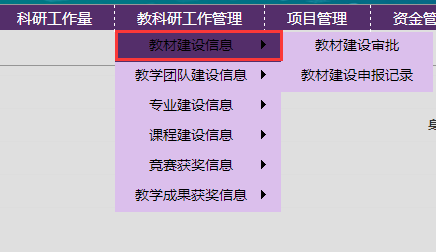 科研工作量 教科研工作管理 项目管理 资金管
教材建设信息 教材建设审批
教学团队建设信息 教材建设申报记录
专业建设信息
课程建设信息
竞赛获奖信息
教学成果获奖信息